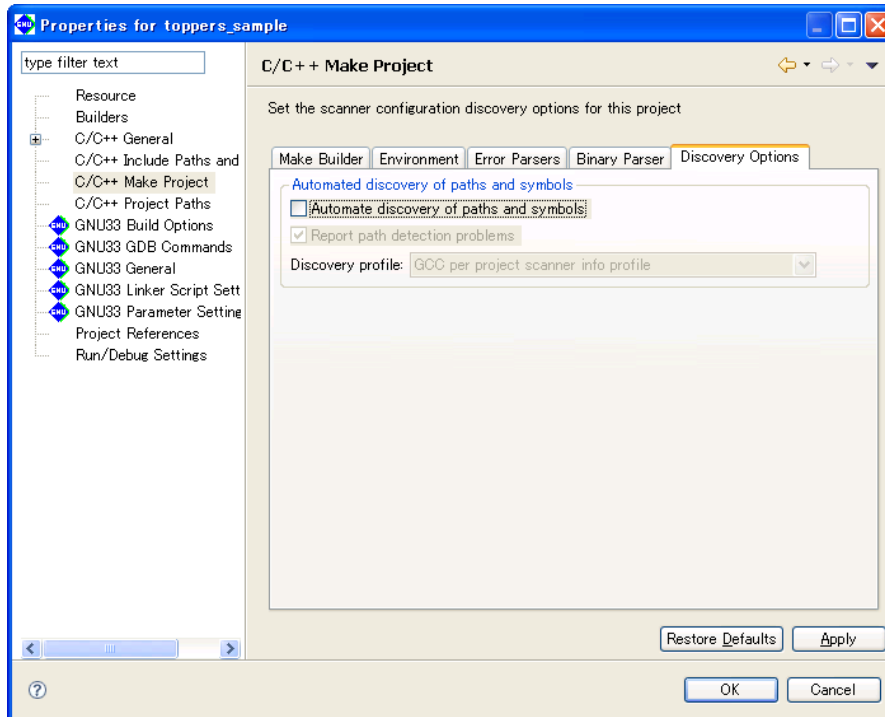 Properties for toppers_sample
type filter text
Resource
Builders
C/C++ General
C/C++ Include Paths and
C/C++ Make Project
C/C++ Project Paths
GNU33 Build Options
GNU33 GDB Commands
GNU33 General
GNU33 Linker Script Sett
GNU33 Parameter Setting
Project References
Run/Debug Settings
C/C++ Make Project
Set the scanner configuration discovery options for this project
Make Builder Environment Error Parsers Binary Parser Discovery Options
Automated discovery of paths and symbols
Automate discovery of paths and symbols
Report path detection problems
Discovery profile: GCC per project scanner info profile
Restore Defaults Apply
OK Cancel